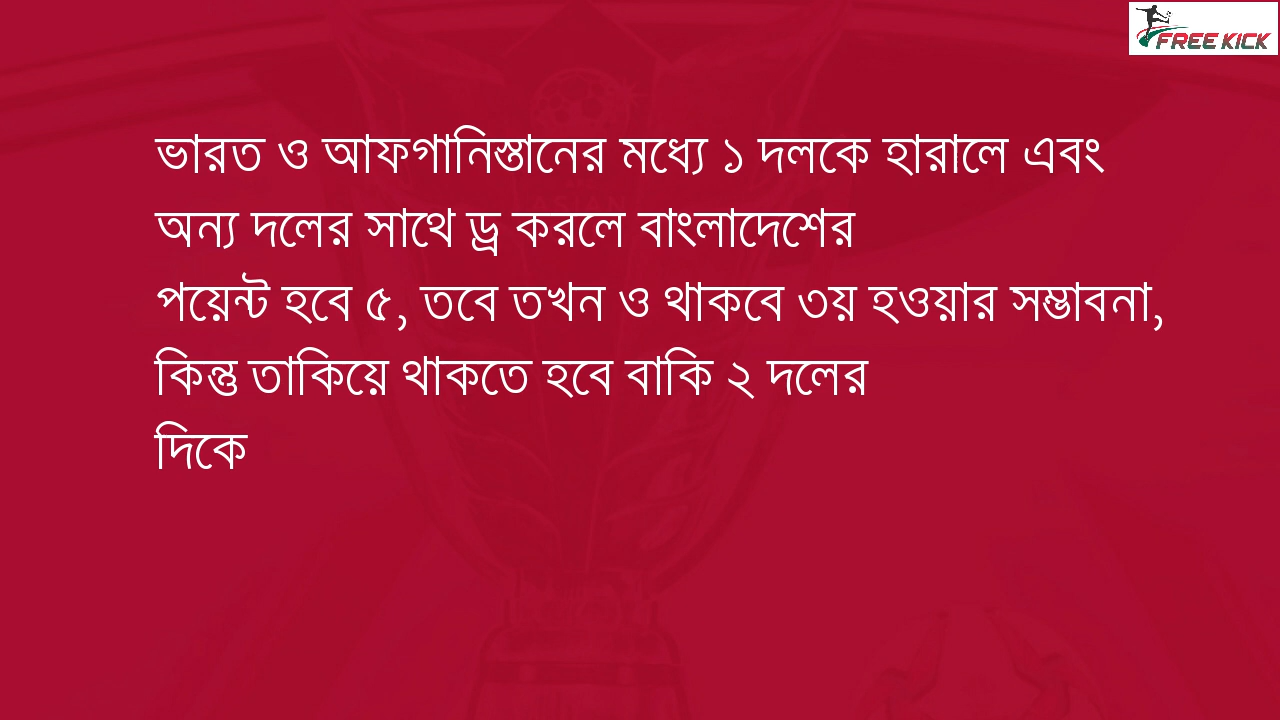 FREE KICK
ভারত ও আফগানিস্তানের মধ্যে ১ দলকে হারালে এবং
অন্য দলের সাথে ড্র করলে বাংলাদেশের
পয়েন্ট হবে ৫, তবে তখন ও থাকবে ৩য় হওয়ার সম্ভাবনা,
কিন্তু তাকিয়ে থাকতে হবে বাকি ২ দলের
দিকে